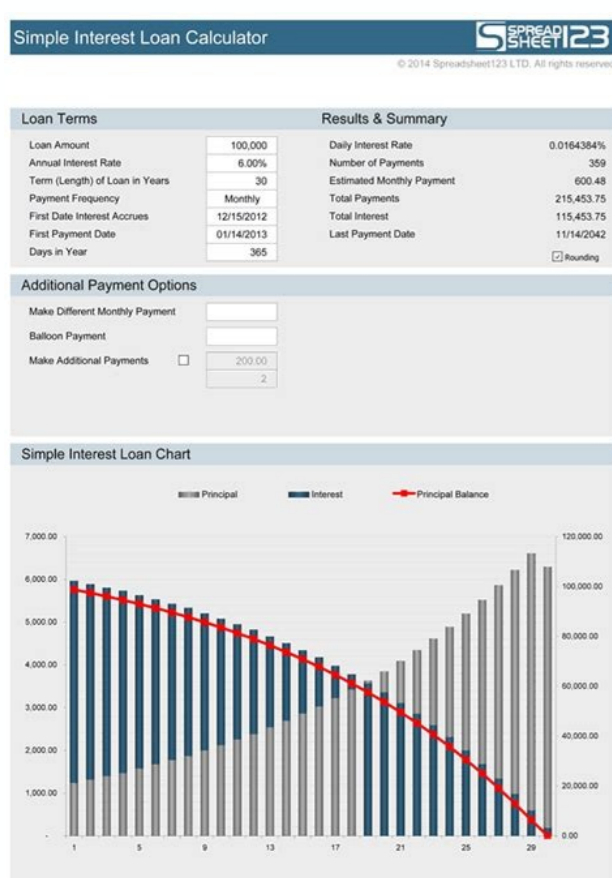 Simple Interest Loan Calculator
SPREAD
SHEET123
© 2014 Spreadsheet123 LTD. All rights reserved
Loan Terms
Loan Amount 100,000
Annual Interest Rate 6.00%
Term (Length) of Loan in Years 30
Payment Frequency Monthly
First Date Interest Accrues 12/15/2012
First Payment Date 01/14/2013
Days in Year 365
Results & Summary
Daily Interest Rate 0.0164384%
Number of Payments 359
Estimated Monthly Payment 600.48
Total Payments 215,453.75
Total Interest 115,453.75
Last Payment Date 11/14/2042
Rounding
Additional Payment Options
Make Different Monthly Payment
Balloon Payment
Make Additional Payments 200.00
2
Simple Interest Loan Chart
Principal Interest Principal Balance
7,000.00 120,000.00
6,000.00 100,000.00
5,000.00 80,000.00
4,000.00 60,000.00
3,000.00 40,000.00
2,000.00 20,000.00
1,000.00 0.00
-
1 5 9 13 17 21 25 29